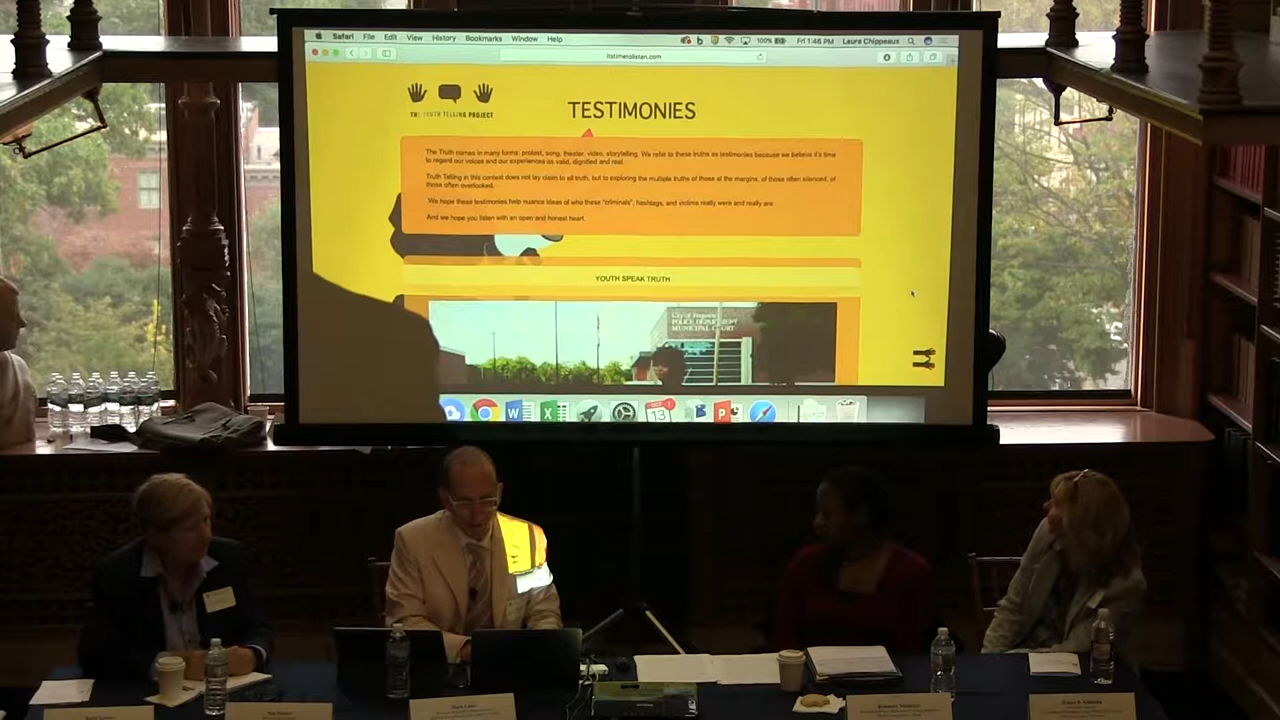 Safari File Edit View History Bookmarks Window Help 100% Fri 1:46 PM Laura Chippeaux
itstimetolisten.com
THE TRUTH TELLING PROJECT
TESTIMONIES
The Truth comes in many forms: protest, song, theater, video, storytelling. We refer to these truths as testimonies because we believe it's time
to regard our voices and our experiences as valid, dignified and real.
Truth Telling in this context does not lay claim to all truth, but to exploring the multiple truths of those at the margins, of those often silenced, of
those often overlooked.
We hope these testimonies help nuance ideas of who these "criminals", hashtags, and victims really were and really are.
And we hope you listen with an open and honest heart.
YOUTH SPEAK TRUTH
City of Ferguson
POLICE DEPARTMENT
MUNICIPAL COURT
OCT
13